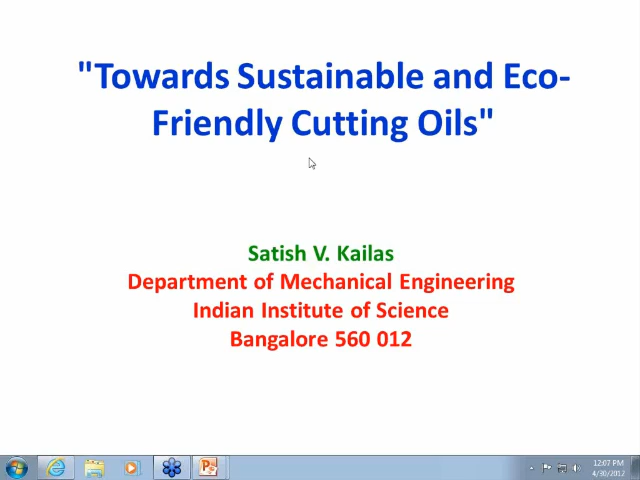 "Towards Sustainable and Eco-
Friendly Cutting Oils"
Satish V. Kailas
Department of Mechanical Engineering
Indian Institute of Science
Bangalore 560 012
12:07 PM
4/30/2012